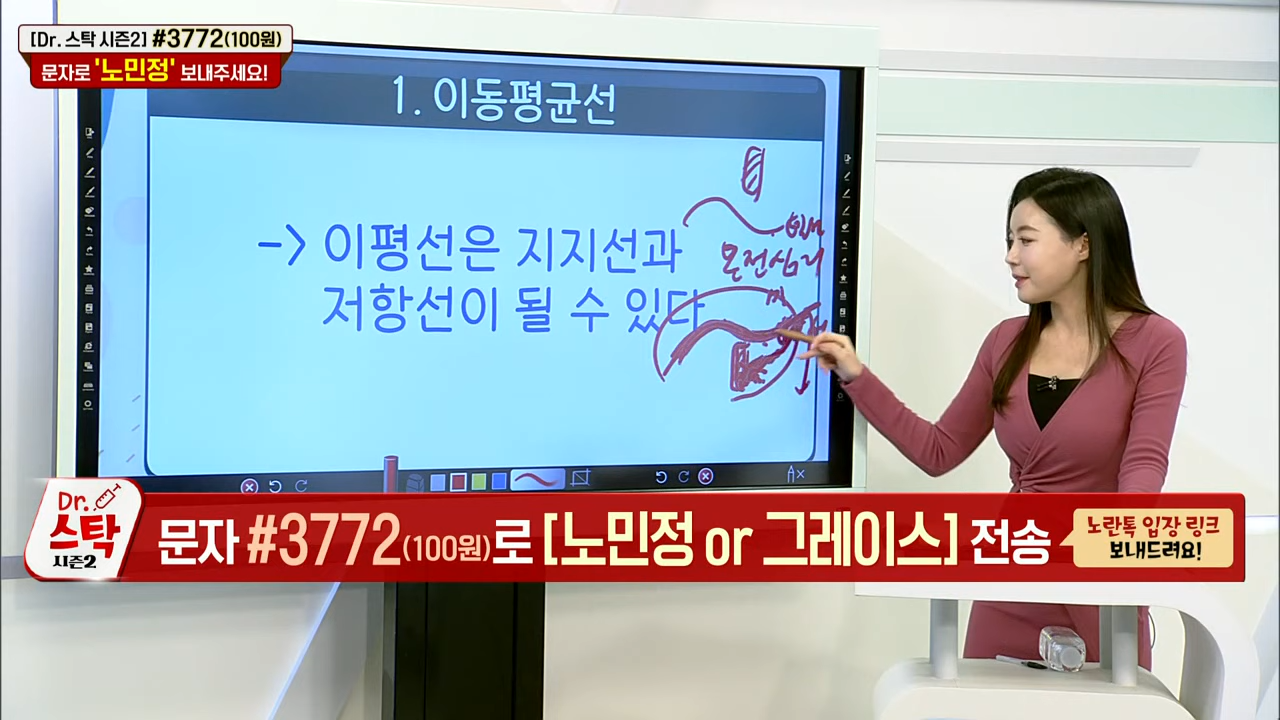 [Dr. 스탁 시즌2] #3772(100원)
문자로 '노민정' 보내주세요!
1. 이동평균선
-> 이평선은 지지선과
저항선이 될 수 있다
본전심리
Dr.
스탁
시즌2
문자 #3772(100원)로 [노민정 or 그레이스] 전송
노란톡 입장 링크
보내드려요!